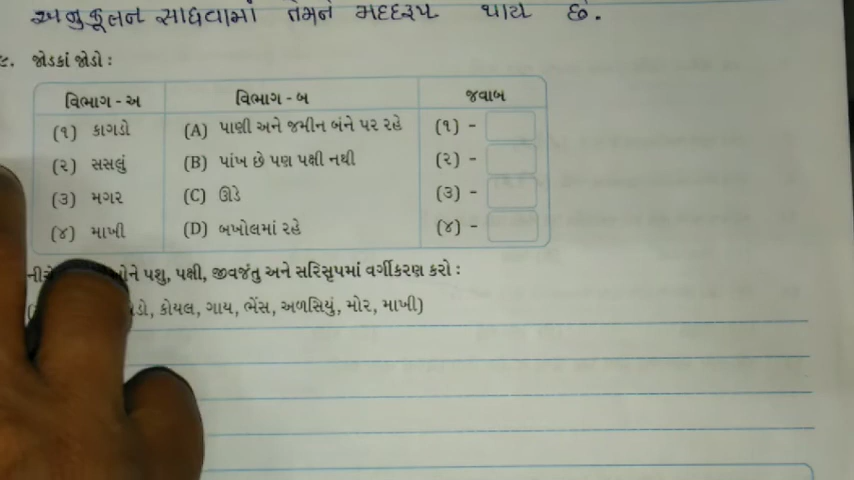 અનુકૂલન સાધવામાં તેમને મદદરૂપ થાય છે.
૯. જોડકાં જોડો :
વિભાગ - અ વિભાગ - બ જવાબ
(૧) કાગડો (A) પાણી અને જમીન બંને પર રહે (૧) -
(૨) સસલું (B) પાંખ છે પણ પક્ષી નથી (૨) -
(૩) મગર (C) ઊડે (૩) -
(૪) માખી (D) બખોલમાં રહે (૪) -
પશુ, પક્ષી, જીવજંતુ અને સરિસૃપમાં વર્ગીકરણ કરો :
કોયલ, ગાય, ભેંસ, અળસિયું, મોર, માખી)